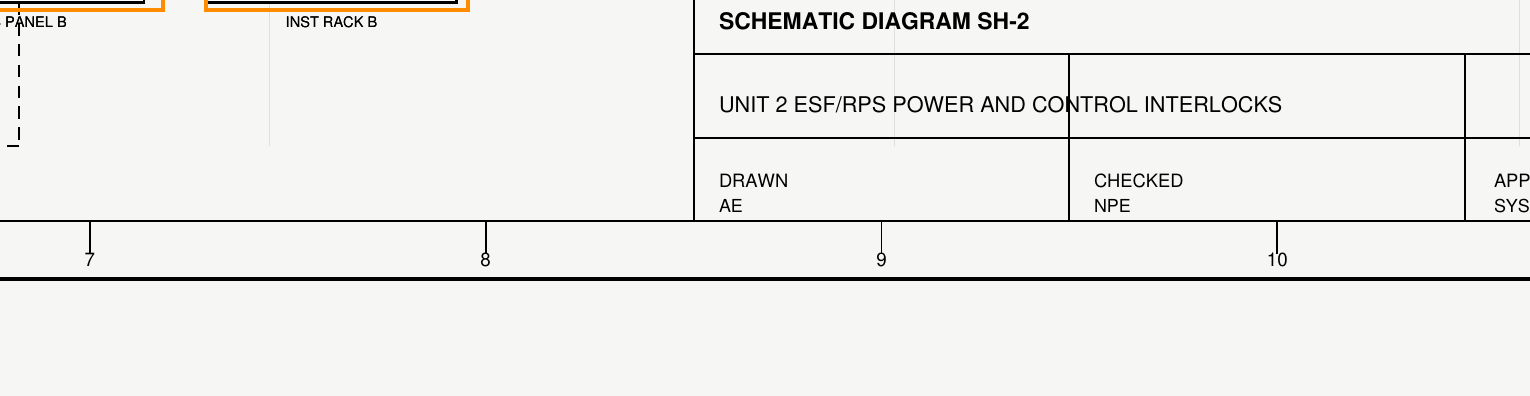 PANEL B
INST RACK B
SCHEMATIC DIAGRAM SH-2
UNIT 2 ESF/RPS POWER AND CONTROL INTERLOCKS
DRAWN
AE
CHECKED
NPE
APP
SYS
7
8
9
10